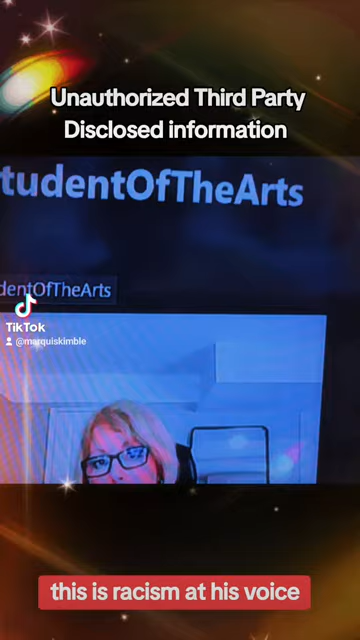 Unauthorized Third Party
Disclosed information
tudentOfTheArts
dentOfTheArts
TikTok
@marquiskimble
this is racism at his voice